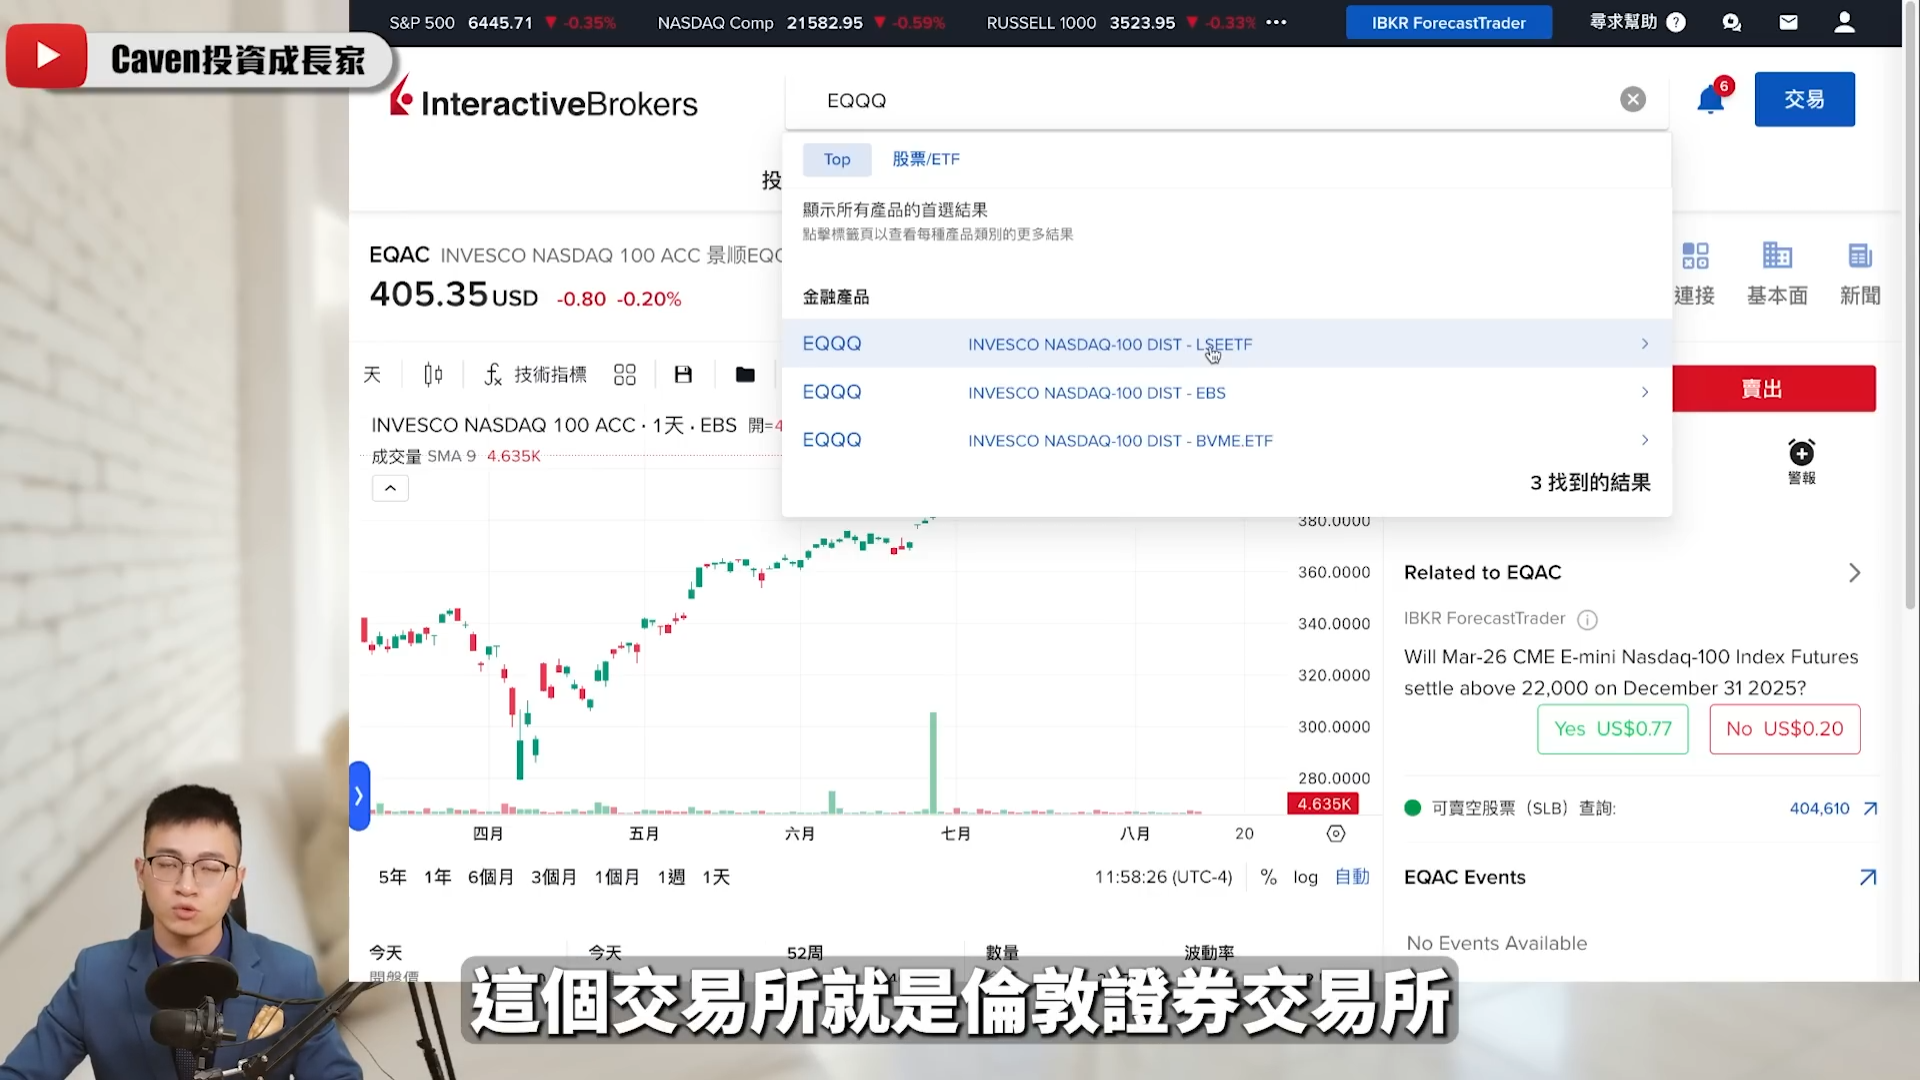 S&P 500 6445.71 ▼ -0.35% NASDAQ Comp 21582.95 ▼ -0.59% RUSSELL 1000 3523.95 ▼ -0.33% ••• IBKR ForecastTrader 尋求幫助
Caven投資成長家
InteractiveBrokers
EQQQ
6
交易
Top 股票/ETF
投
顯示所有產品的首選結果
點擊標籤頁以查看每種產品類別的更多結果
EQAC INVESCO NASDAQ 100 ACC 景顺EQQ
405.35 USD -0.80 -0.20%
金融產品
連接 基本面 新聞
EQQQ INVESCO NASDAQ-100 DIST - LSEETF
EQQQ INVESCO NASDAQ-100 DIST - EBS
EQQQ INVESCO NASDAQ-100 DIST - BVME.ETF
3 找到的結果
賣出
警報
天 技術指標
INVESCO NASDAQ 100 ACC · 1天 · EBS 開=4
成交量 SMA 9 4.635K
380.0000
360.0000
340.0000
320.0000
300.0000
280.0000
4.635K
四月 五月 六月 七月 八月 20
5年 1年 6個月 3個月 1個月 1週 1天
11:58:26 (UTC-4) % log 自動
Related to EQAC
IBKR ForecastTrader
Will Mar-26 CME E-mini Nasdaq-100 Index Futures
settle above 22,000 on December 31 2025?
Yes US$0.77 No US$0.20
可賣空股票（SLB）查詢: 404,610
EQAC Events
No Events Available
今天 今天 52周 數量 波動率
開盤價
這個交易所就是倫敦證券交易所